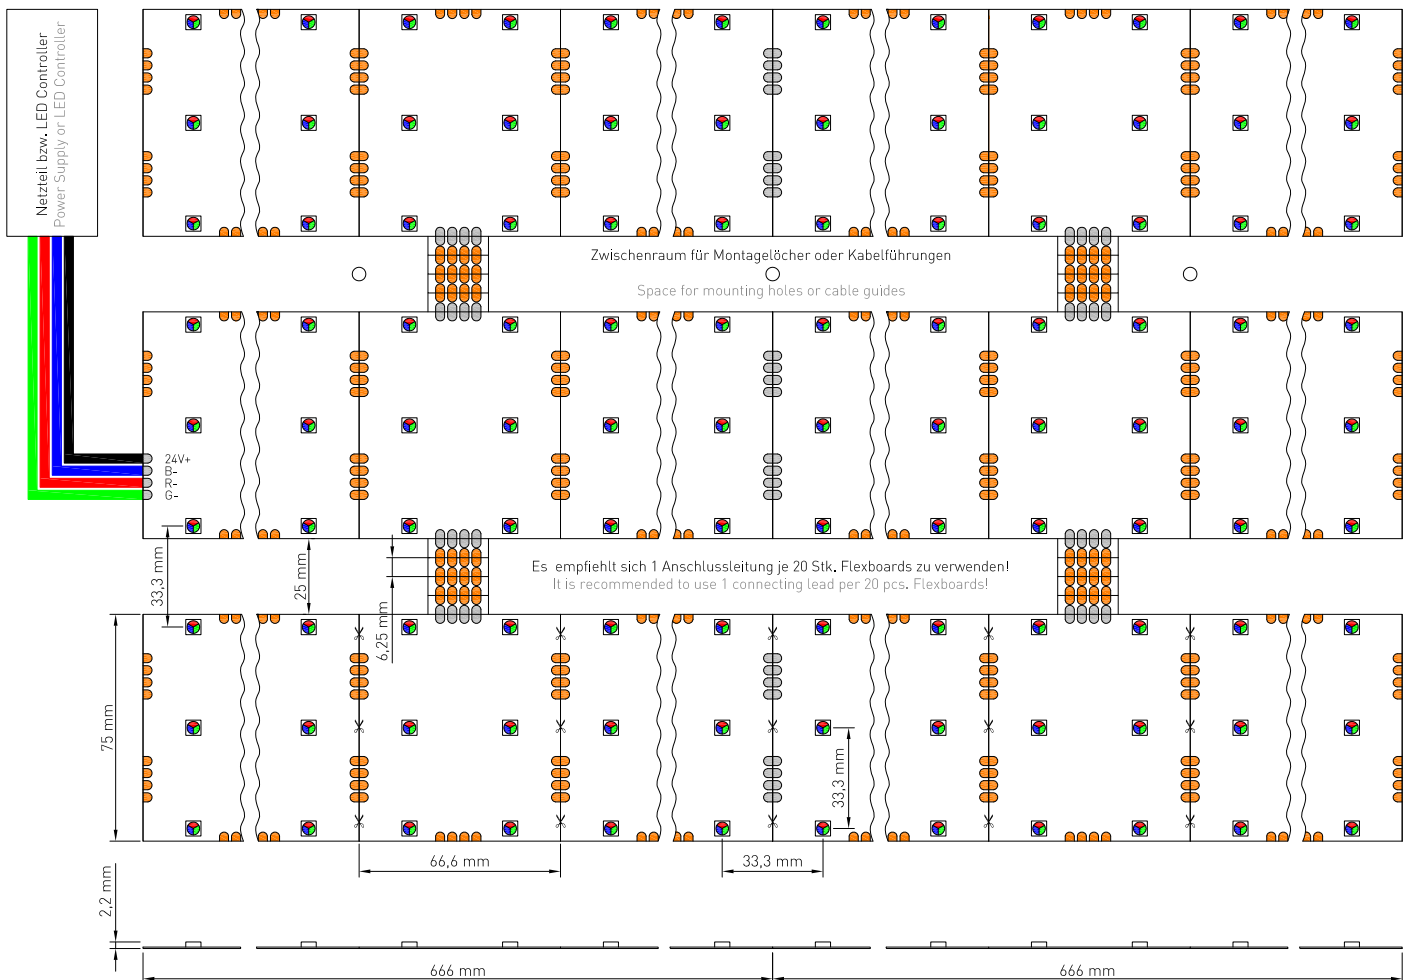 Netzteil bzw. LED Controller
Power Supply or LED Controller
Zwischenraum für Montagelöcher oder Kabelführungen
Space for mounting holes or cable guides
24V+
B-
R-
G-
33,3 mm
25 mm
6,25 mm
Es empfiehlt sich 1 Anschlussleitung je 20 Stk. Flexboards zu verwenden!
It is recommended to use 1 connecting lead per 20 pcs. Flexboards!
75 mm
33,3 mm
66,6 mm
33,3 mm
2,2 mm
666 mm
666 mm